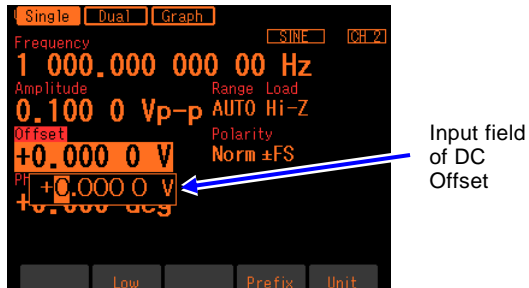 Single Dual Graph
SINE CH 2
Frequency
1 000.000 000 00 Hz
Amplitude Range Load
0.100 0 Vp-p AUTO Hi-Z
Offset Polarity
+0.000 0 V Norm ±FS
+0.000 0 V
+0.000 deg
Low Prefix Unit
Input field
of DC
Offset